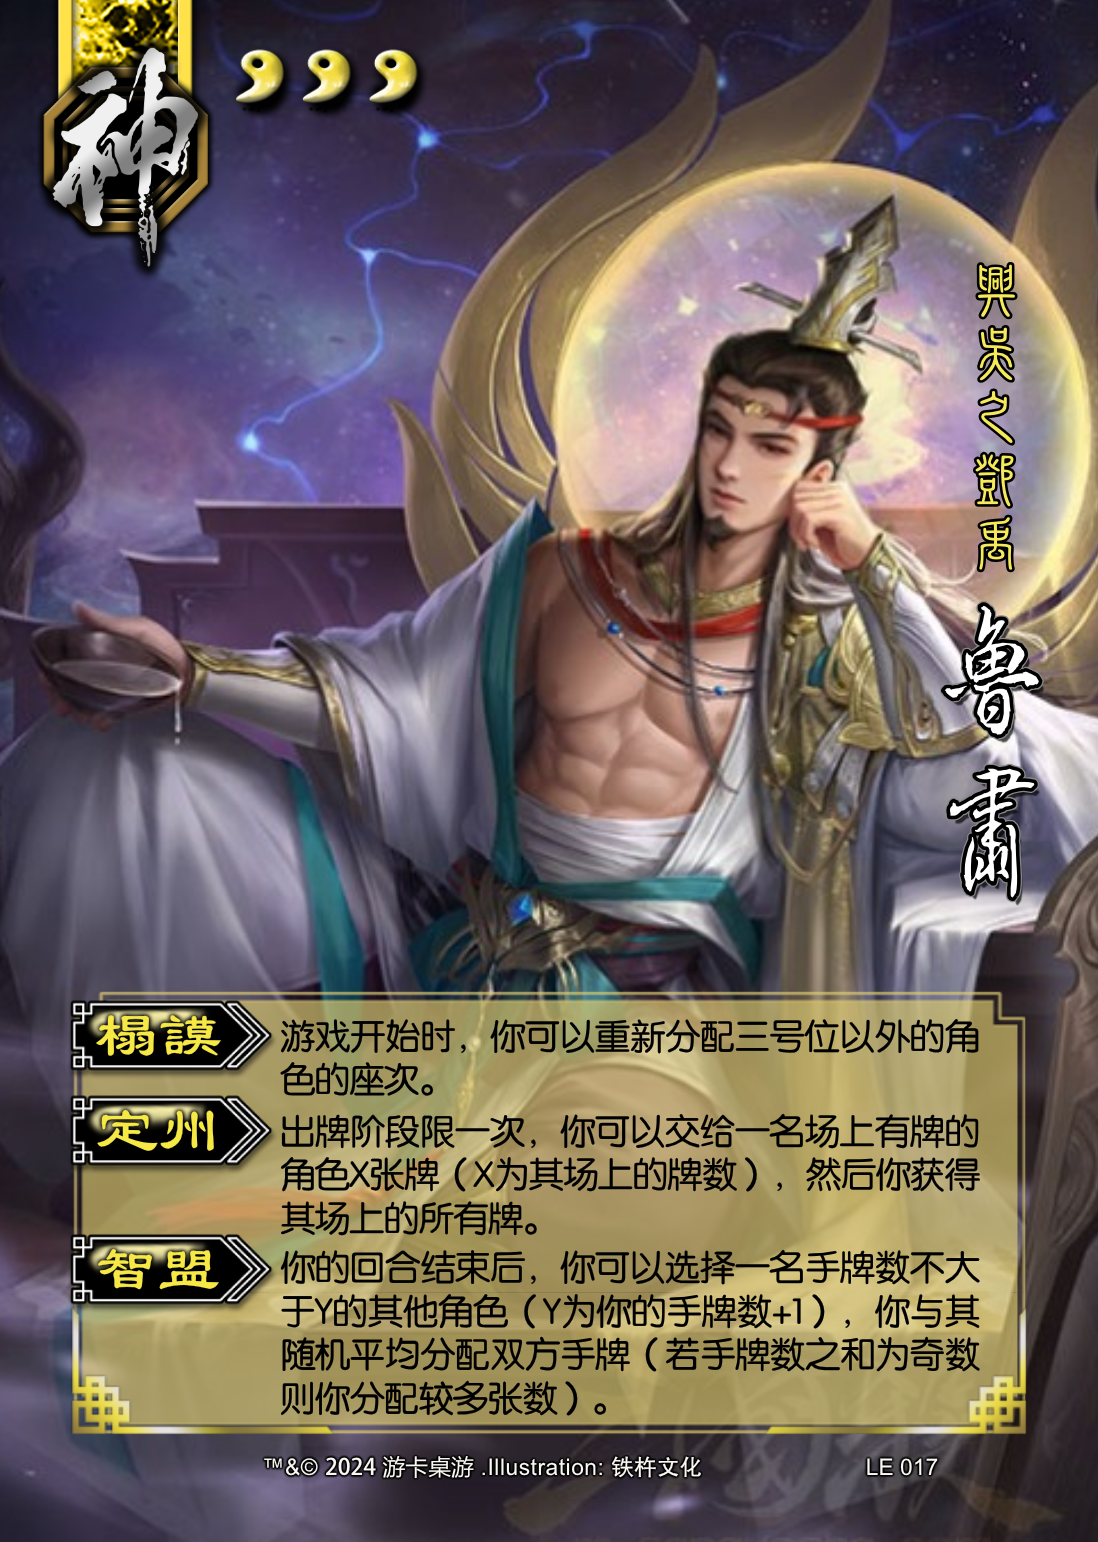 神
興吳之鄧禹
魯肅
榻謨
游戏开始时，你可以重新分配三号位以外的角
色的座次。
定州
出牌阶段限一次，你可以交给一名场上有牌的
角色X张牌（X为其场上的牌数），然后你获得
其场上的所有牌。
智盟
你的回合结束后，你可以选择一名手牌数不大
于Y的其他角色（Y为你的手牌数+1），你与其
随机平均分配双方手牌（若手牌数之和为奇数
则你分配较多张数）。
™&© 2024 游卡桌游 .Illustration: 铁杵文化
LE 017